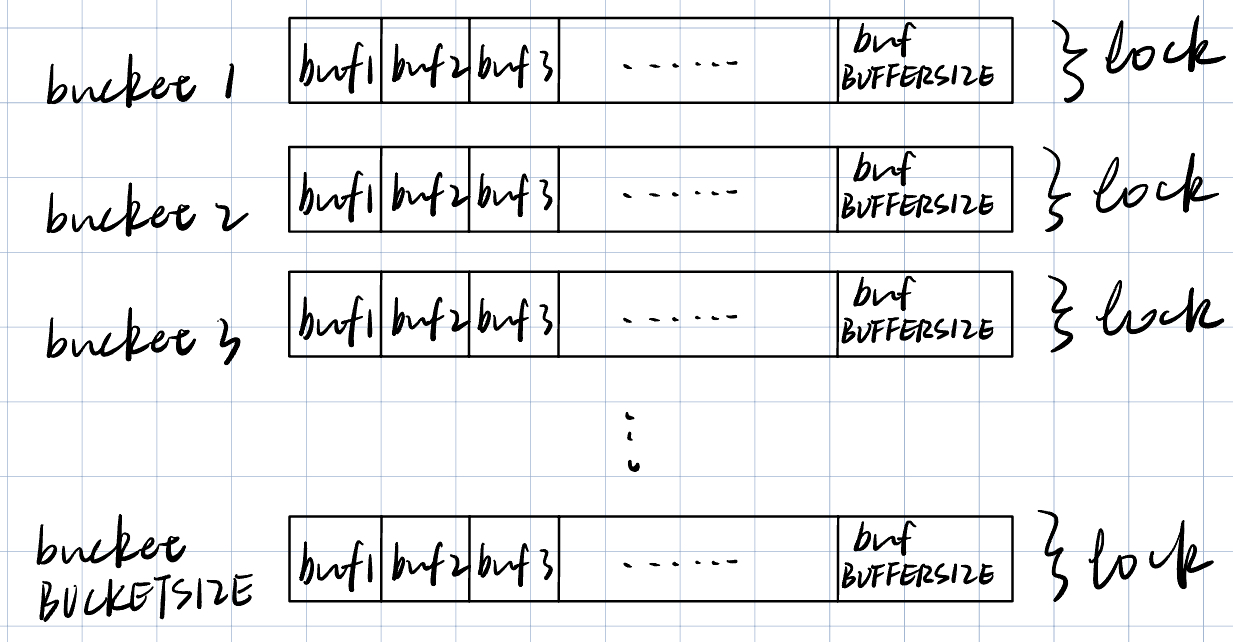 bucket 1 buf1 buf2 buf3 ...... buf BUFFERSIZE } lock
bucket 2 buf1 buf2 buf3 ...... buf BUFFERSIZE } lock
bucket 3 buf1 buf2 buf3 ...... buf BUFFERSIZE } lock
bucket BUCKETSIZE buf1 buf2 buf3 ...... buf BUFFERSIZE } lock